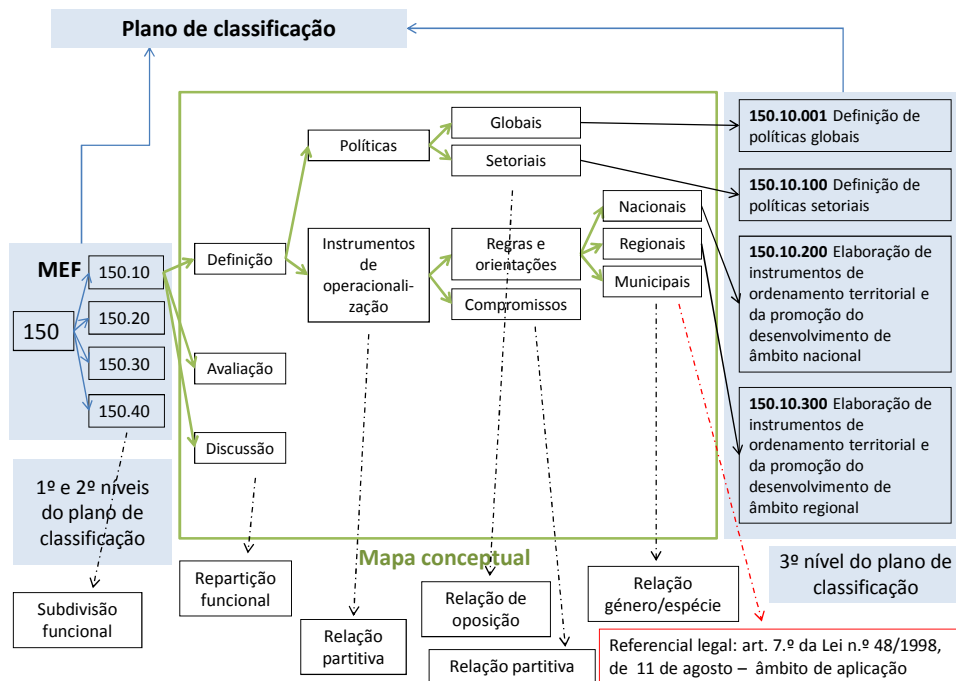 Plano de classificação
MEF
150
150.10
150.20
150.30
150.40
1º e 2º níveis
do plano de
classificação
Subdivisão
funcional
Definição
Avaliação
Discussão
Repartição
funcional
Políticas
Instrumentos
de
operacionali-
zação
Relação
partitiva
Globais
Setoriais
Regras e
orientações
Compromissos
Nacionais
Regionais
Municipais
Mapa conceptual
Relação de
oposição
Relação partitiva
Relação
género/espécie
150.10.001 Definição de
políticas globais
150.10.100 Definição de
políticas setoriais
150.10.200 Elaboração de
instrumentos de
ordenamento territorial e
da promoção do
desenvolvimento de
âmbito nacional
150.10.300 Elaboração de
instrumentos de
ordenamento territorial e
da promoção do
desenvolvimento de
âmbito regional
3º nível do plano de
classificação
Referencial legal: art. 7.º da Lei n.º 48/1998,
de 11 de agosto – âmbito de aplicação